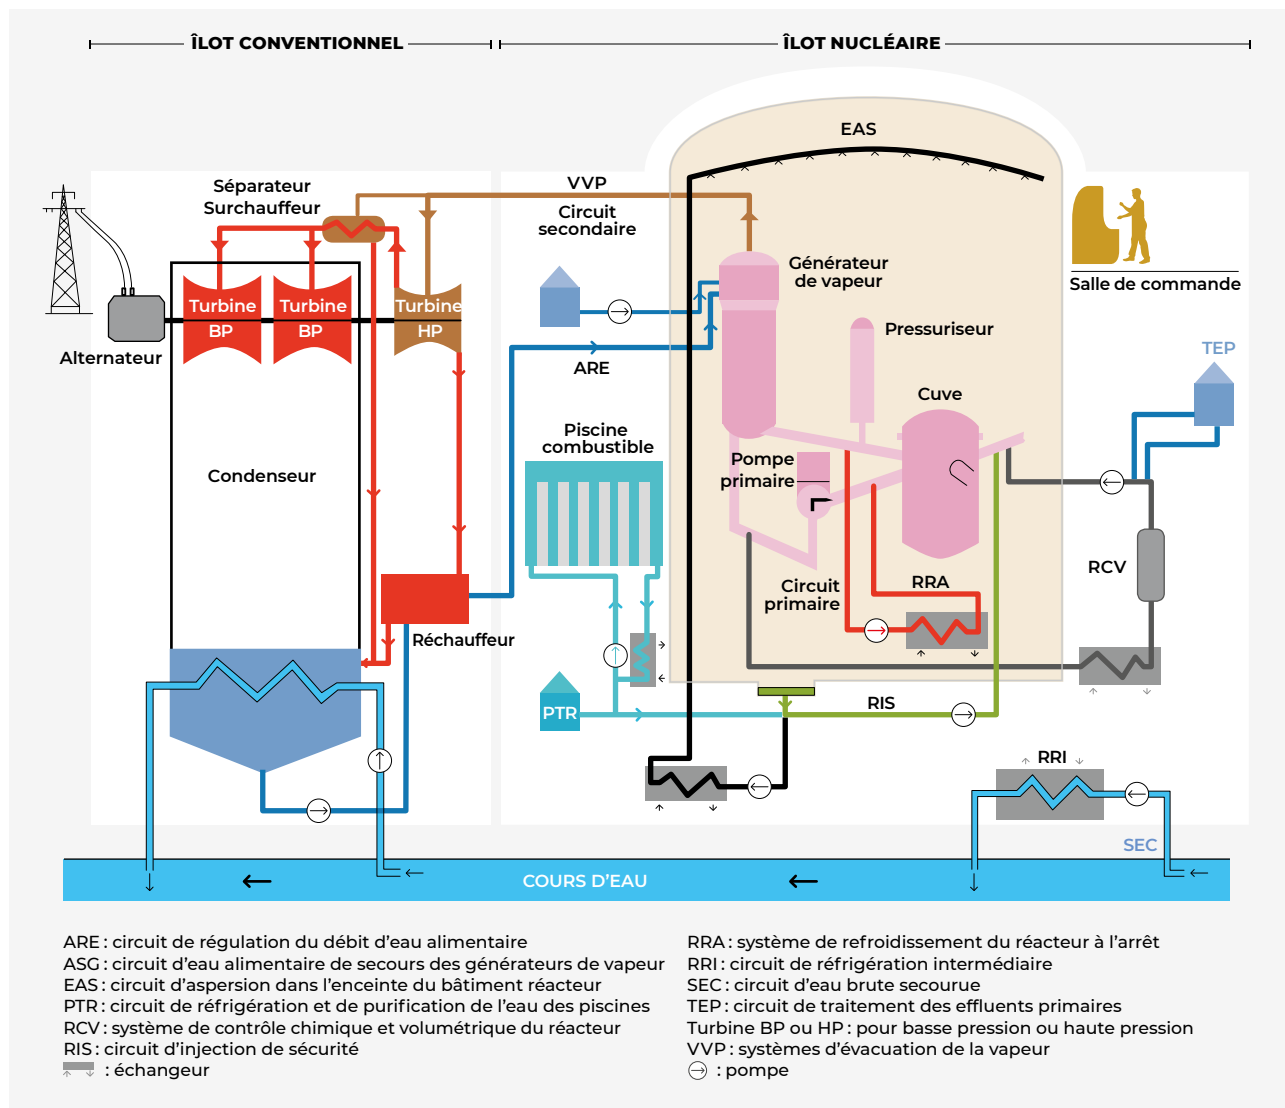 ÎLOT CONVENTIONNEL
ÎLOT NUCLÉAIRE
EAS
Séparateur
Surchauffeur
VVP
Circuit
secondaire
Générateur
de vapeur
Salle de commande
Turbine
BP
Turbine
BP
Turbine
HP
Alternateur
Pressuriseur
ARE
TEP
Cuve
Piscine
combustible
Pompe
primaire
Condenseur
RCV
RRA
Circuit
primaire
Réchauffeur
PTR
RIS
RRI
SEC
COURS D’EAU
ARE : circuit de régulation du débit d’eau alimentaire
ASG : circuit d’eau alimentaire de secours des générateurs de vapeur
EAS : circuit d’aspersion dans l’enceinte du bâtiment réacteur
PTR : circuit de réfrigération et de purification de l’eau des piscines
RCV : système de contrôle chimique et volumétrique du réacteur
RIS : circuit d’injection de sécurité
: échangeur
RRA : système de refroidissement du réacteur à l’arrêt
RRI : circuit de réfrigération intermédiaire
SEC : circuit d’eau brute secourue
TEP : circuit de traitement des effluents primaires
Turbine BP ou HP : pour basse pression ou haute pression
VVP : systèmes d’évacuation de la vapeur
: pompe